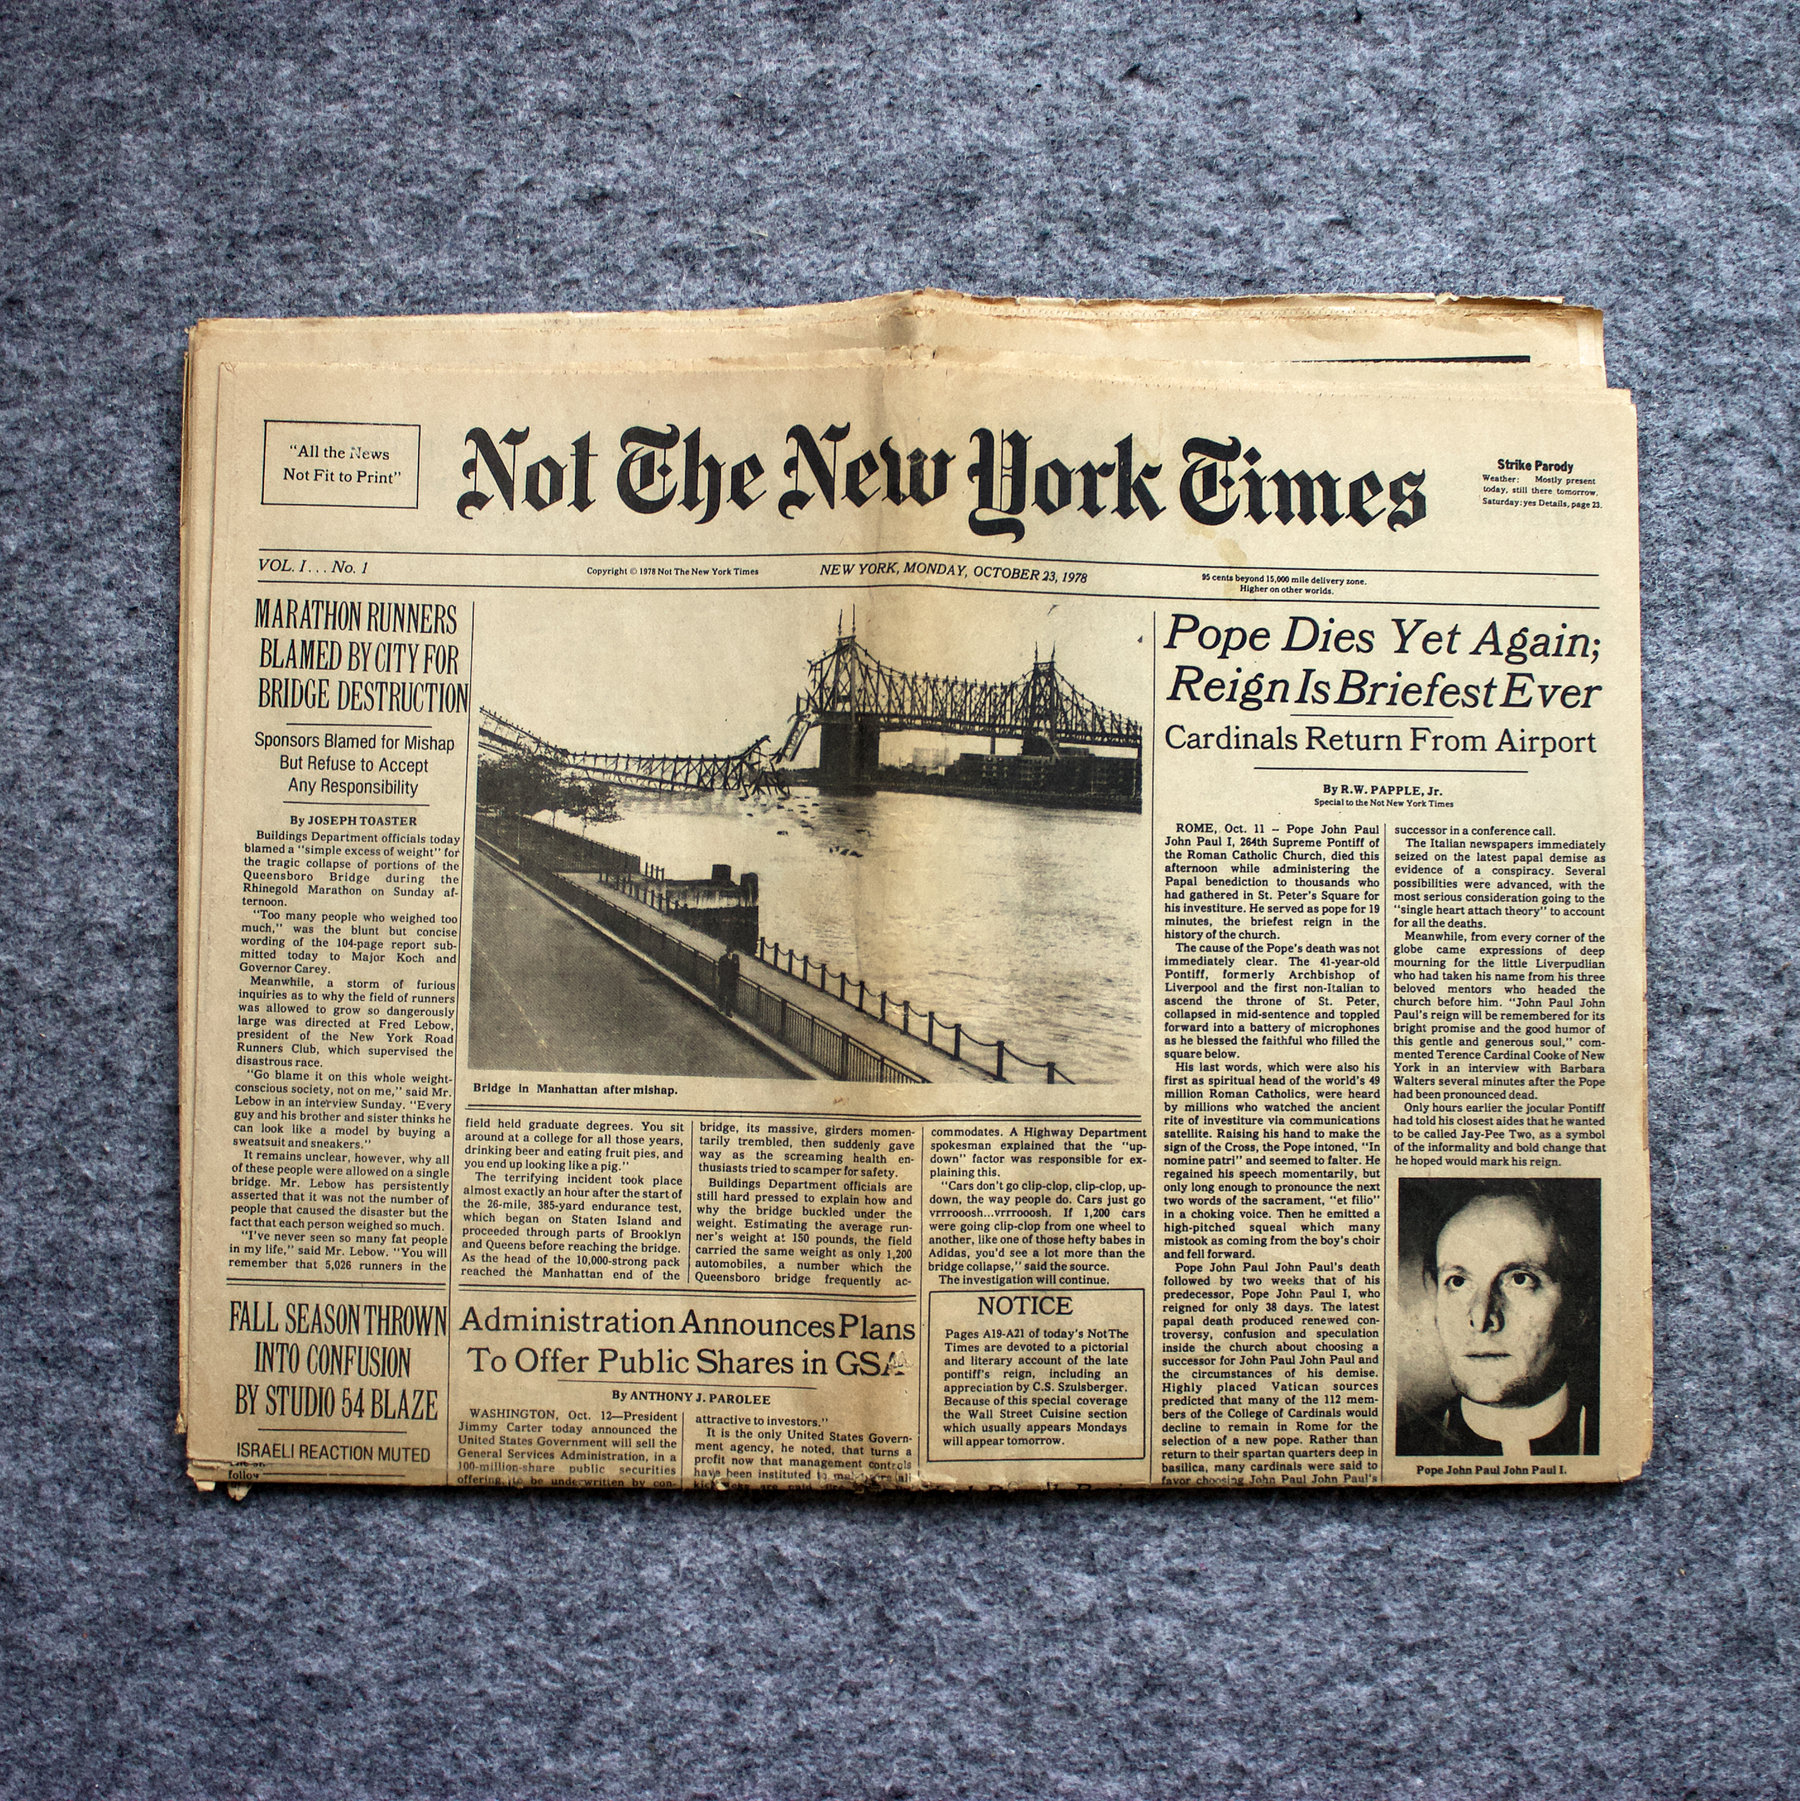 "All the News
Not Fit to Print"
Not The New York Times
Strike Parody
Weather: Mostly present
today, still there tomorrow.
Saturday: yes Details, page 23.
VOL. I . . . No. 1
Copyright © 1978 Not The New York Times
NEW YORK, MONDAY, OCTOBER 23, 1978
95 cents beyond 15,000 mile delivery zone.
Higher on other worlds.
MARATHON RUNNERS
BLAMED BY CITY FOR
BRIDGE DESTRUCTION
Sponsors Blamed for Mishap
But Refuse to Accept
Any Responsibility
By JOSEPH TOASTER
Buildings Department officials today
blamed a "simple excess of weight" for
the tragic collapse of portions of the
Queensboro Bridge during the
Rhinegold Marathon on Sunday af-
ternoon.
"Too many people who weighed too
much," was the blunt but concise
wording of the 104-page report sub-
mitted today to Major Koch and
Governor Carey.
Meanwhile, a storm of furious
inquiries as to why the field of runners
was allowed to grow so dangerously
large was directed at Fred Lebow,
president of the New York Road
Runners Club, which supervised the
disastrous race.
"Go blame it on this whole weight-
conscious society, not on me," said Mr.
Lebow in an interview Sunday. "Every
guy and his brother and sister thinks he
can look like a model by buying a
sweatsuit and sneakers."
It remains unclear, however, why all
of these people were allowed on a single
bridge. Mr. Lebow has persistently
asserted that it was not the number of
people that caused the disaster but the
fact that each person weighed so much.
"I've never seen so many fat people
in my life," said Mr. Lebow. "You will
remember that 5,026 runners in the
Bridge in Manhattan after mishap.
field held graduate degrees. You sit
around at a college for all those years,
drinking beer and eating fruit pies, and
you end up looking like a pig."
The terrifying incident took place
almost exactly an hour after the start of
the 26-mile, 385-yard endurance test,
which began on Staten Island and
proceeded through parts of Brooklyn
and Queens before reaching the bridge.
As the head of the 10,000-strong pack
reached the Manhattan end of the
bridge, its massive, girders momen-
tarily trembled, then suddenly gave
way as the screaming health en-
thusiasts tried to scamper for safety.
Buildings Department officials are
still hard pressed to explain how and
why the bridge buckled under the
weight. Estimating the average run-
ner's weight at 150 pounds, the field
carried the same weight as only 1,200
automobiles, a number which the
Queensboro bridge frequently ac-
commodates. A Highway Department
spokesman explained that the "up-
down" factor was responsible for ex-
plaining this.
"Cars don't go clip-clop, clip-clop, up-
down, the way people do. Cars just go
vrrrooosh...vrrrooosh. If 1,200 cars
were going clip-clop from one wheel to
another, like one of those hefty babes in
Adidas, you'd see a lot more than the
bridge collapse," said the source.
The investigation will continue.
Pope Dies Yet Again;
Reign Is Briefest Ever
Cardinals Return From Airport
By R.W. PAPPLE, Jr.
Special to the Not New York Times
ROME, Oct. 11 – Pope John Paul
John Paul I, 264th Supreme Pontiff of
the Roman Catholic Church, died this
afternoon while administering the
Papal benediction to thousands who
had gathered in St. Peter's Square for
his investiture. He served as pope for 19
minutes, the briefest reign in the
history of the church.
The cause of the Pope's death was not
immediately clear. The 41-year-old
Pontiff, formerly Archbishop of
Liverpool and the first non-Italian to
ascend the throne of St. Peter,
collapsed in mid-sentence and toppled
forward into a battery of microphones
as he blessed the faithful who filled the
square below.
His last words, which were also his
first as spiritual head of the world's 49
million Roman Catholics, were heard
by millions who watched the ancient
rite of investiture via communications
satellite. Raising his hand to make the
sign of the Cross, the Pope intoned, "In
nomine patri" and seemed to falter. He
regained his speech momentarily, but
only long enough to pronounce the next
two words of the sacrament, "et filio"
in a choking voice. Then he emitted a
high-pitched squeal which many
mistook as coming from the boy's choir
and fell forward.
Pope John Paul John Paul's death
followed by two weeks that of his
predecessor, Pope John Paul I, who
reigned for only 38 days. The latest
papal death produced renewed con-
troversy, confusion and speculation
inside the church about choosing a
successor for John Paul John Paul and
the circumstances of his demise.
Highly placed Vatican sources
predicted that many of the 112 mem-
bers of the College of Cardinals would
decline to remain in Rome for the
selection of a new pope. Rather than
return to their spartan quarters deep in
basilica, many cardinals were said to
favor choosing John Paul John Paul's
successor in a conference call.
The Italian newspapers immediately
seized on the latest papal demise as
evidence of a conspiracy. Several
possibilities were advanced, with the
most serious consideration going to the
"single heart attach theory" to account
for all the deaths.
Meanwhile, from every corner of the
globe came expressions of deep
mourning for the little Liverpudlian
who had taken his name from his three
beloved mentors who headed the
church before him. "John Paul John
Paul's reign will be remembered for its
bright promise and the good humor of
this gentle and generous soul," com-
mented Terence Cardinal Cooke of New
York in an interview with Barbara
Walters several minutes after the Pope
had been pronounced dead.
Only hours earlier the jocular Pontiff
had told his closest aides that he wanted
to be called Jay-Pee Two, as a symbol
of the informality and bold change that
he hoped would mark his reign.
Pope John Paul John Paul I.
FALL SEASON THROWN
INTO CONFUSION
BY STUDIO 54 BLAZE
ISRAELI REACTION MUTED
follow
Administration Announces Plans
To Offer Public Shares in GSA
By ANTHONY J. PAROLEE
WASHINGTON, Oct. 12—President
Jimmy Carter today announced the
United States Government will sell the
General Services Administration, in a
100-million-share public securities
offering to be underwritten by con-
attractive to investors."
It is the only United States Govern-
ment agency, he noted, that turns a
profit now that management controls
have been instituted to
are paid
NOTICE
Pages A19-A21 of today's Not The
Times are devoted to a pictorial
and literary account of the late
pontiff's reign, including an
appreciation by C.S. Szulsberger.
Because of this special coverage
the Wall Street Cuisine section
which usually appears Mondays
will appear tomorrow.